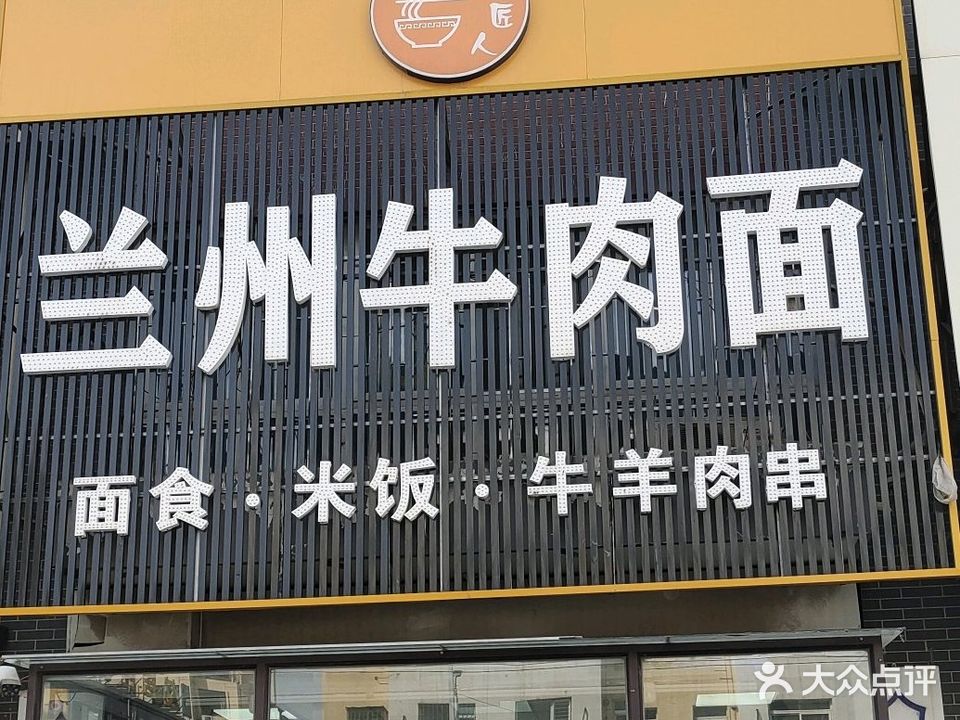 匠人
兰州牛肉面
面食·米饭·牛羊肉串
大众点评